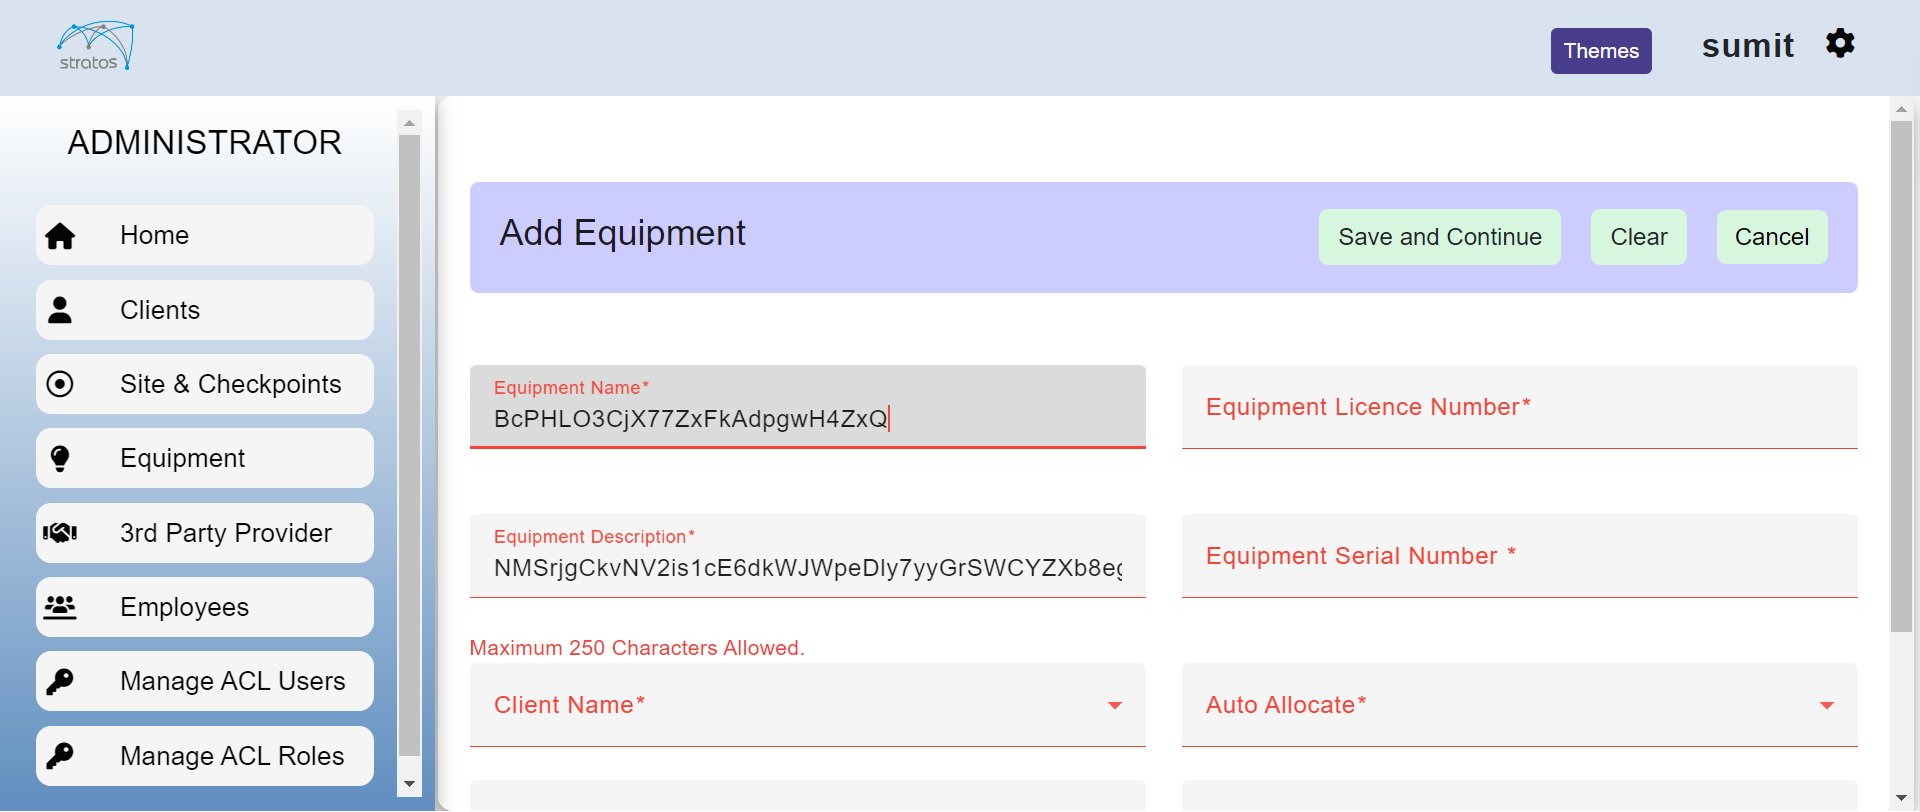 stratos
Themes
sumit
ADMINISTRATOR
Home
Clients
Site & Checkpoints
Equipment
3rd Party Provider
Employees
Manage ACL Users
Manage ACL Roles
Add Equipment
Save and Continue
Clear
Cancel
Equipment Name*
BcPHLO3CjX77ZxFkAdpgwH4ZxQ
Equipment Licence Number*
Equipment Description*
NMSrjgCkvNV2is1cE6dkWJWpeDly7yyGrSWCYZXb8eg
Equipment Serial Number *
Maximum 250 Characters Allowed.
Client Name*
Auto Allocate*